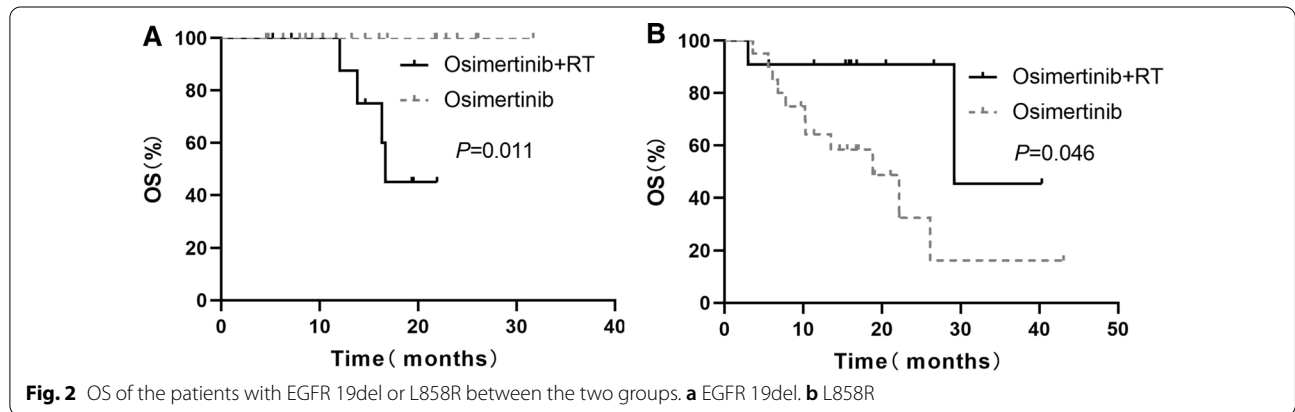 A
100
80
60
40
20
0
OS(%)
Osimertinib+RT
Osimertinib
P=0.011
0 10 20 30 40
Time( months)
B
100
80
60
40
20
0
OS(%)
Osimertinib+RT
Osimertinib
P=0.046
0 10 20 30 40 50
Time( months)
Fig. 2 OS of the patients with EGFR 19del or L858R between the two groups. a EGFR 19del. b L858R